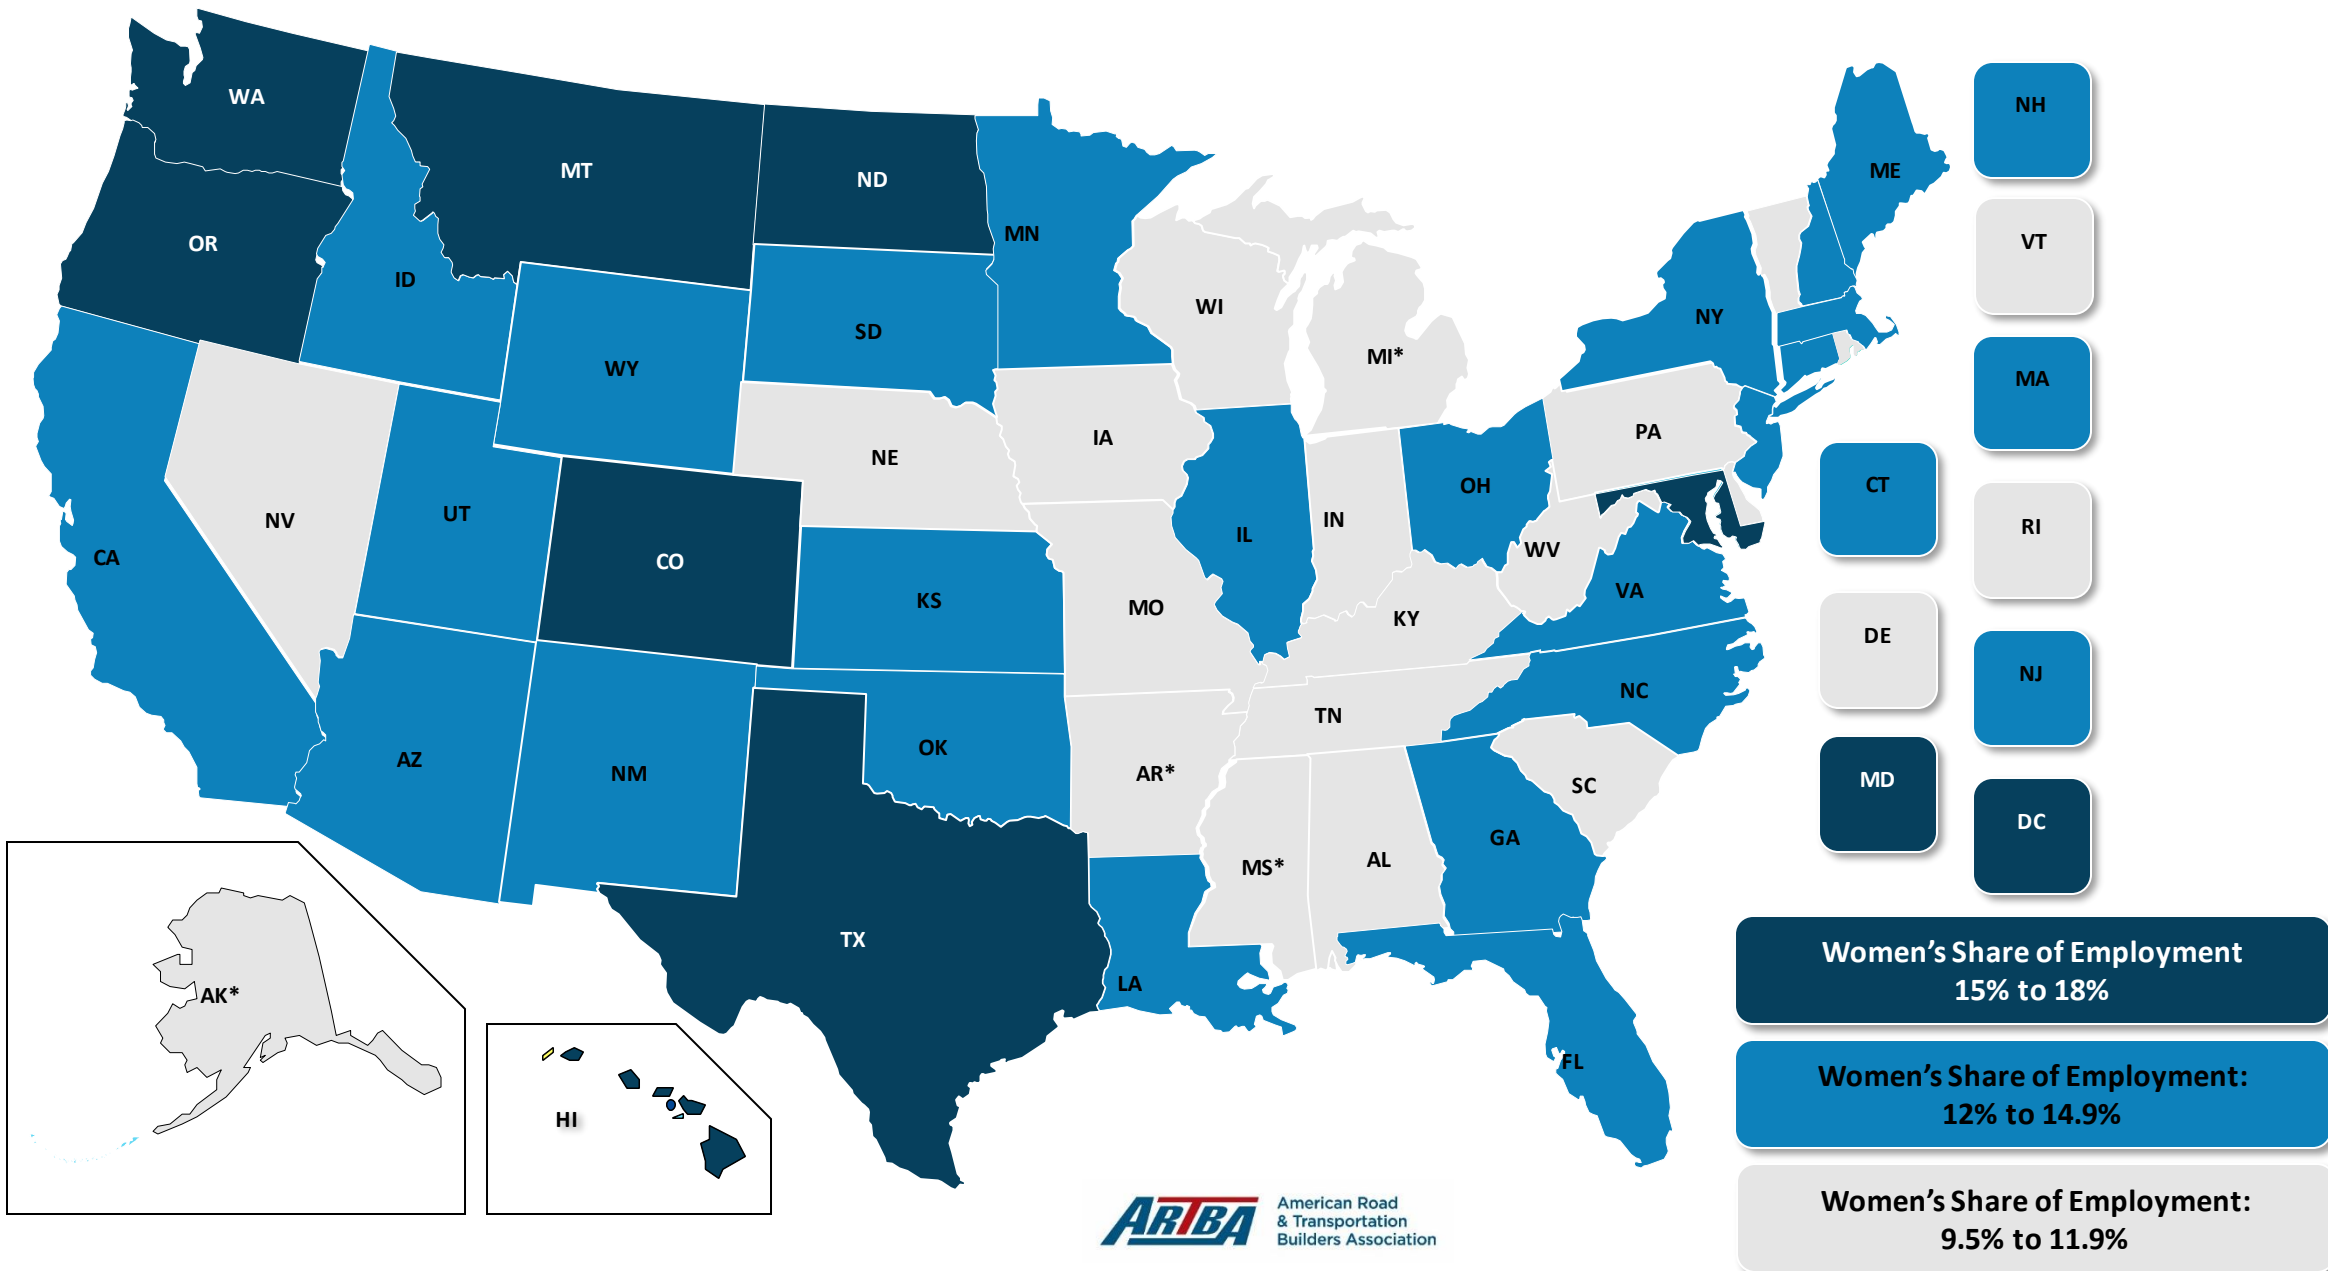 WA
MT
ND
MN
OR
ID
SD
WY
WI
MI*
NY
ME
NH
VT
MA
CT
RI
DE
NJ
MD
DC
NV
UT
CA
CO
NE
IA
KS
MO
IL
IN
OH
PA
WV
VA
KY
NC
TN
SC
AZ
NM
OK
AR*
TX
LA
MS*
AL
GA
FL
AK*
HI
Women's Share of Employment
15% to 18%
Women's Share of Employment:
12% to 14.9%
Women's Share of Employment:
9.5% to 11.9%
ARTBA
American Road
& Transportation
Builders Association